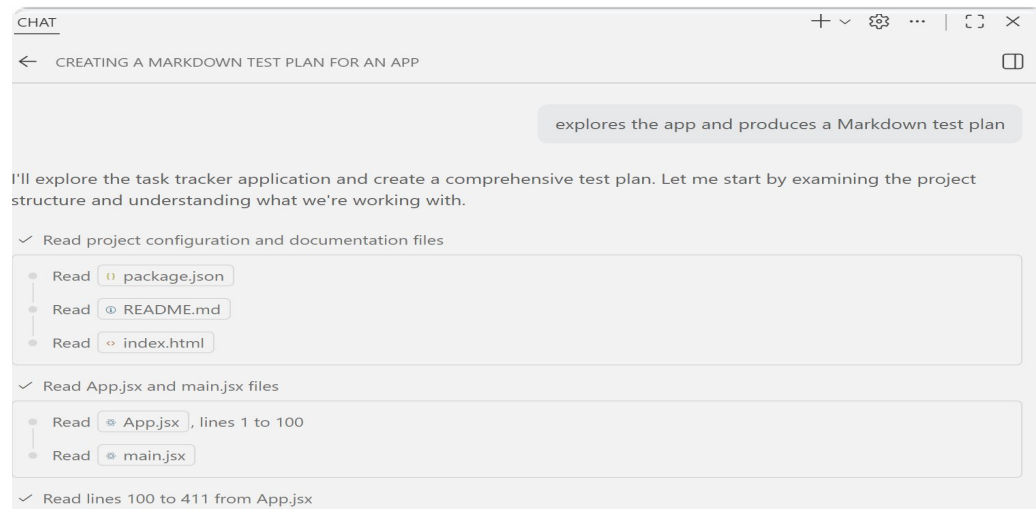 CHAT
CREATING A MARKDOWN TEST PLAN FOR AN APP
explores the app and produces a Markdown test plan
I'll explore the task tracker application and create a comprehensive test plan. Let me start by examining the project
structure and understanding what we're working with.
Read project configuration and documentation files
Read package.json
Read README.md
Read index.html
Read App.jsx and main.jsx files
Read App.jsx , lines 1 to 100
Read main.jsx
Read lines 100 to 411 from App.jsx